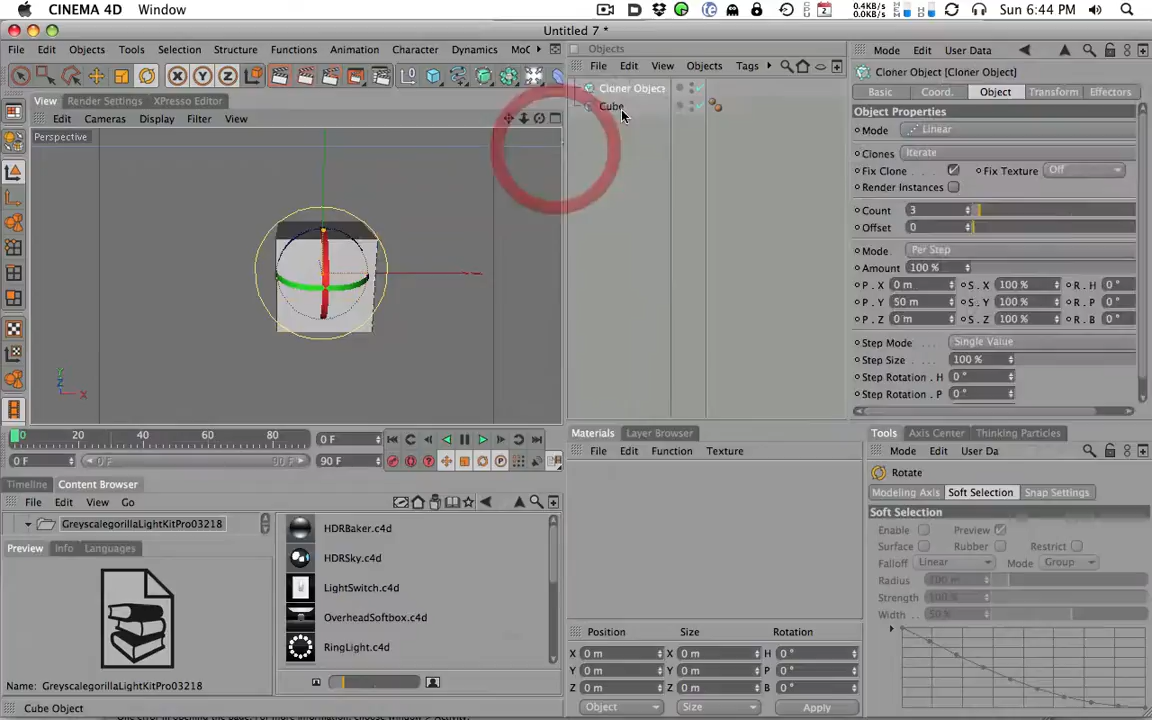 CINEMA 4D Window 0.4KB/s 0.0KB/s Sun 6:44 PM
Untitled 7 *
File Edit Objects Tools Selection Structure Functions Animation Character Dynamics MoC
Objects
File Edit View Objects Tags
Mode Edit User Data
Cloner Object [Cloner Object]
Basic Coord. Object Transform Effectors
Object Properties
Mode Linear
Clones Iterate
Fix Clone Fix Texture Off
Render Instances
Count 3
Offset 0
Mode Per Step
Amount 100 %
P . X 0 m S . X 100 % R . H 0 °
P . Y 50 m S . Y 100 % R . P 0 °
P . Z 0 m S . Z 100 % R . B 0 °
Step Mode Single Value
Step Size 100 %
Step Rotation . H 0 °
Step Rotation . P 0 °
X Y Z
View Render Settings XPresso Editor
Edit Cameras Display Filter View
Perspective
Cloner Object
Cube
Y
Z X
0 20 40 60 80 0 F
0 F 0 F 90 F 90 F
Timeline Content Browser
File Edit View Go
GreyscalegorillaLightKitPro03218
Preview Info Languages
HDRBaker.c4d
HDRSky.c4d
LightSwitch.c4d
OverheadSoftbox.c4d
RingLight.c4d
Name: GreyscalegorillaLightKitPro03218
Cube Object
Materials Layer Browser
File Edit Function Texture
Position Size Rotation
X 0 m X 0 m H 0 °
Y 0 m Y 0 m P 0 °
Z 0 m Z 0 m B 0 °
Object Size Apply
Tools Axis Center Thinking Particles
Mode Edit User Da
Rotate
Modeling Axis Soft Selection Snap Settings
Soft Selection
Enable Preview
Surface Rubber Restrict
Falloff Linear Mode Group
Radius 100 m
Strength 100 %
Width 50 %